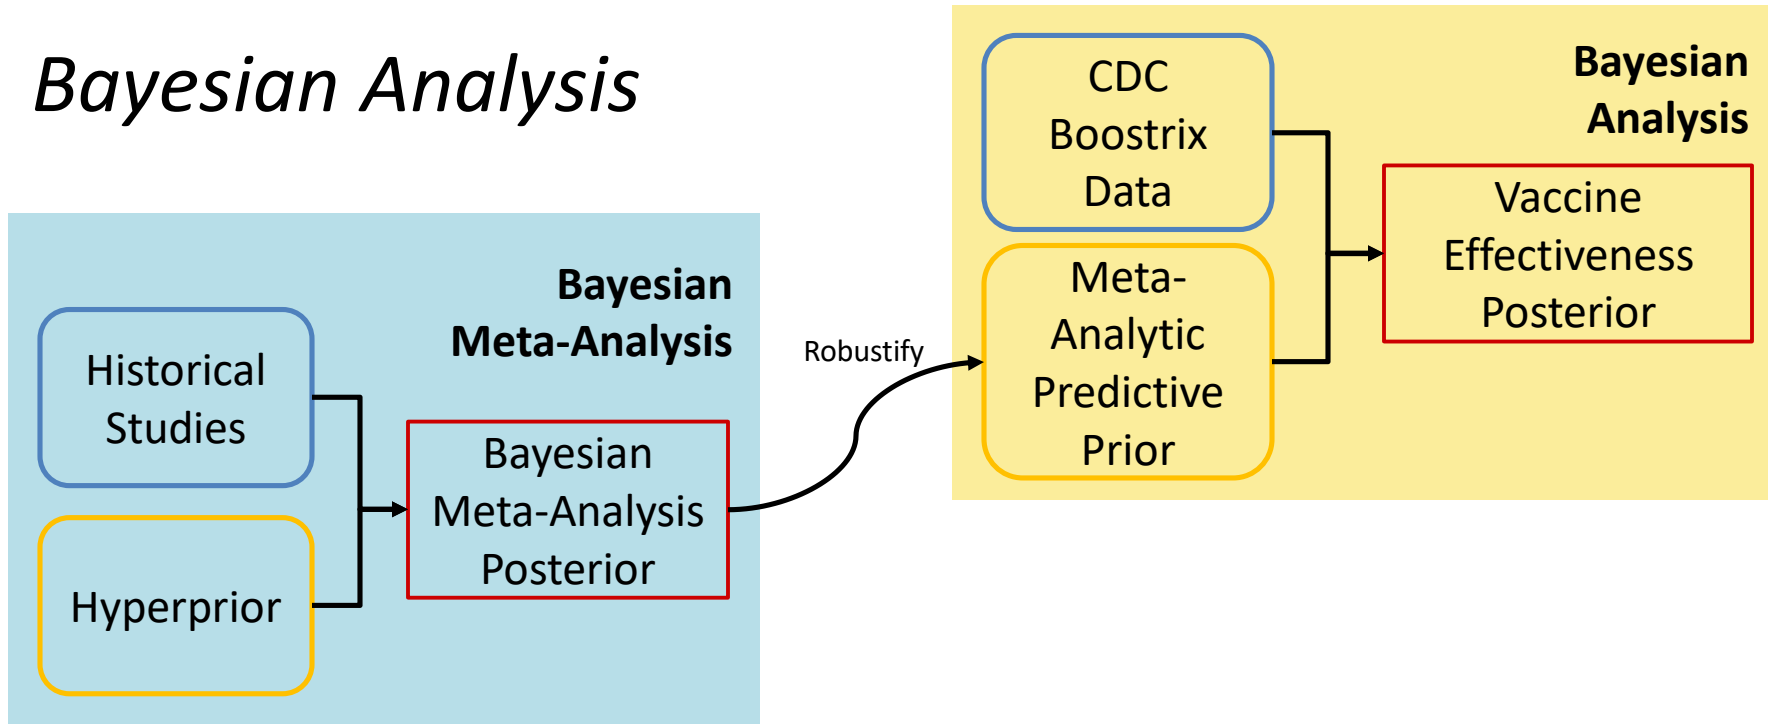 Bayesian Analysis
Bayesian
Meta-Analysis
Historical
Studies
Hyperprior
Bayesian
Meta-Analysis
Posterior
Robustify
Bayesian
Analysis
CDC
Boostrix
Data
Meta-
Analytic
Predictive
Prior
Vaccine
Effectiveness
Posterior